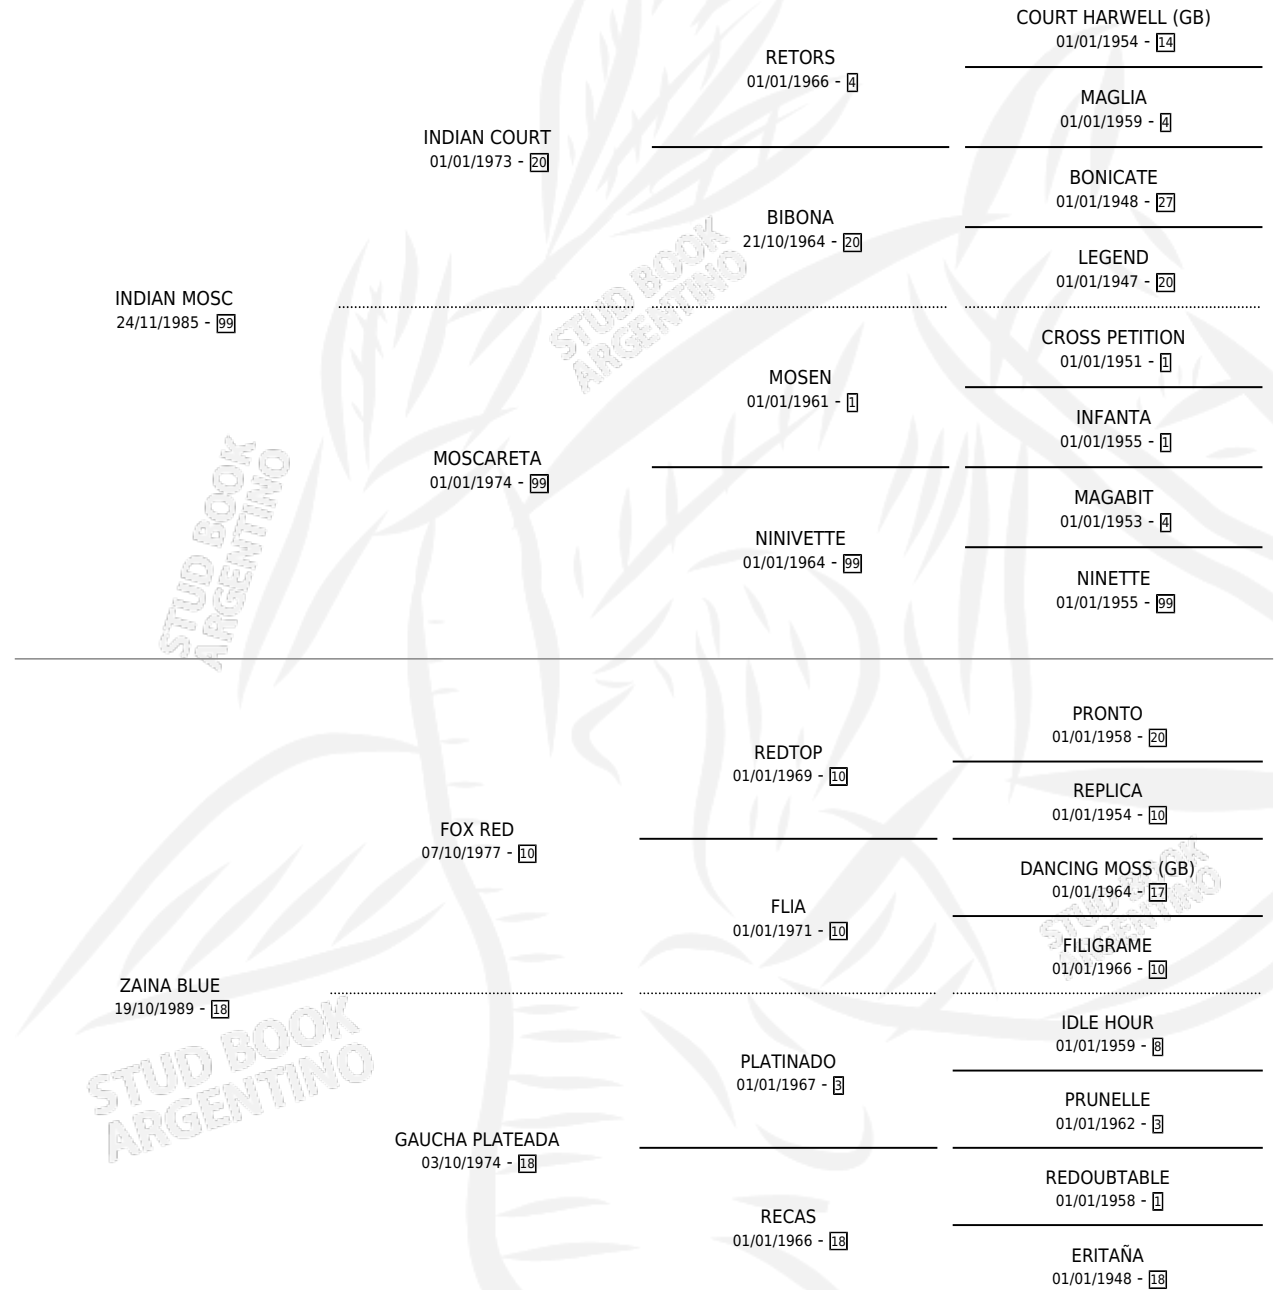 COURT HARWELL (GB)
01/01/1954 - 14
RETORS
01/01/1966 - 4
MAGLIA
01/01/1959 - 4
INDIAN COURT
01/01/1973 - 20
BONICATE
01/01/1948 - 27
BIBONA
21/10/1964 - 20
LEGEND
01/01/1947 - 20
INDIAN MOSC
24/11/1985 - 99
CROSS PETITION
01/01/1951 - 1
MOSEN
01/01/1961 - 1
INFANTA
01/01/1955 - 1
MOSCARETA
01/01/1974 - 99
MAGABIT
01/01/1953 - 4
NINIVETTE
01/01/1964 - 99
NINETTE
01/01/1955 - 99
STUD BOOK
ARGENTINO
STUD BOOK
ARGENTINO
PRONTO
01/01/1958 - 20
REDTOP
01/01/1969 - 10
REPLICA
01/01/1954 - 10
FOX RED
07/10/1977 - 10
DANCING MOSS (GB)
01/01/1964 - 17
FLIA
01/01/1971 - 10
FILIGRAME
01/01/1966 - 10
STUD BOOK
ARGENTINO
ZAINA BLUE
19/10/1989 - 18
IDLE HOUR
01/01/1959 - 8
PLATINADO
01/01/1967 - 3
PRUNELLE
01/01/1962 - 3
GAUCHA PLATEADA
03/10/1974 - 18
REDOUBTABLE
01/01/1958 - 1
RECAS
01/01/1966 - 18
ERITAÑA
01/01/1948 - 18
STUD BOOK
ARGENTINO